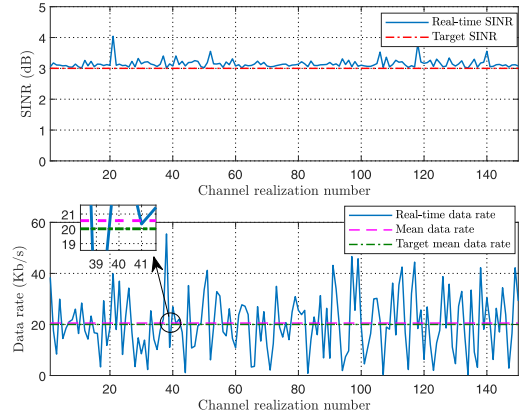 5
4
3
2
1
0
SINR (dB)
Real-time SINR
Target SINR
20 40 60 80 100 120 140
Channel realization number
21
20
19
39 40 41
60
40
20
0
Data rate (Kb/s)
Real-time data rate
Mean data rate
Target mean data rate
20 40 60 80 100 120 140
Channel realization number